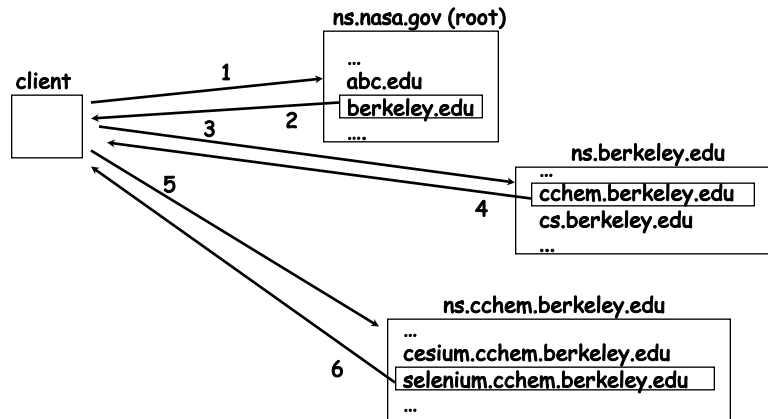 ns.nasa.gov (root)
...
abc.edu
berkeley.edu
....
client
1
2
3
ns.berkeley.edu
...
cchem.berkeley.edu
cs.berkeley.edu
...
4
5
ns.cchem.berkeley.edu
...
cesium.cchem.berkeley.edu
selenium.cchem.berkeley.edu
...
6